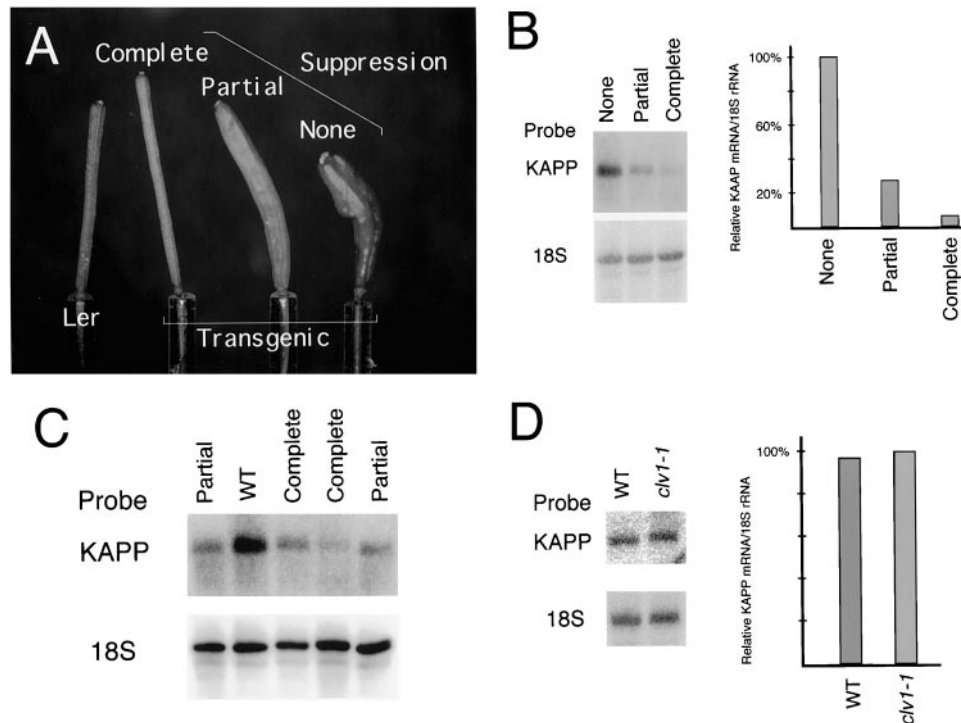 A
Complete
Suppression
Partial
None
Ler
Transgenic
B
None
Partial
Complete
Probe
KAPP
18S
Relative KAAP mRNA/18S rRNA
100%
60%
20%
None
Partial
Complete
C
Partial
WT
Complete
Complete
Partial
Probe
KAPP
18S
D
WT
clv1-1
Probe
KAPP
18S
Relative KAPP mRNA/18S rRNA
100%
WT
clv1-1